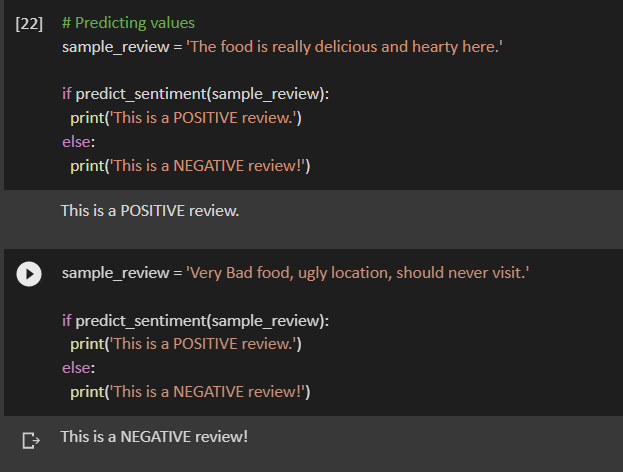 [22] # Predicting values
sample_review = 'The food is really delicious and hearty here.'
if predict_sentiment(sample_review):
print('This is a POSITIVE review.')
else:
print('This is a NEGATIVE review!')
This is a POSITIVE review.
sample_review = 'Very Bad food, ugly location, should never visit.'
if predict_sentiment(sample_review):
print('This is a POSITIVE review.')
else:
print('This is a NEGATIVE review!')
This is a NEGATIVE review!